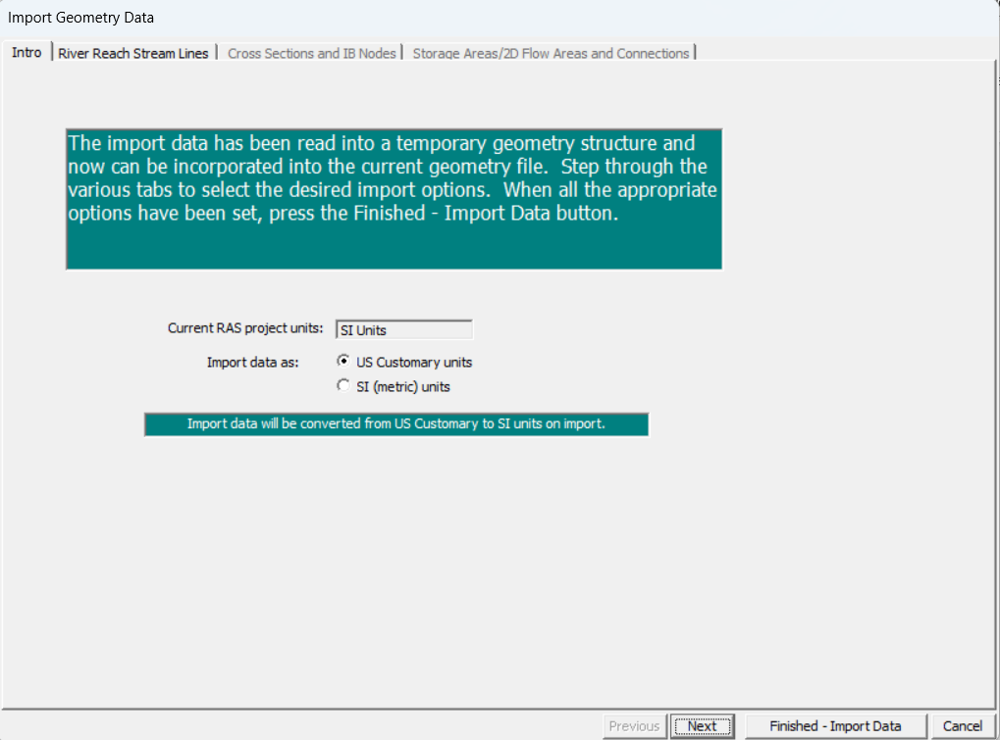 Import Geometry Data
Intro River Reach Stream Lines Cross Sections and IB Nodes Storage Areas/2D Flow Areas and Connections
The import data has been read into a temporary geometry structure and
now can be incorporated into the current geometry file.  Step through the
various tabs to select the desired import options.  When all the appropriate
options have been set, press the Finished - Import Data button.
Current RAS project units: SI Units
Import data as: US Customary units
SI (metric) units
Import data will be converted from US Customary to SI units on import.
Previous Next Finished - Import Data Cancel